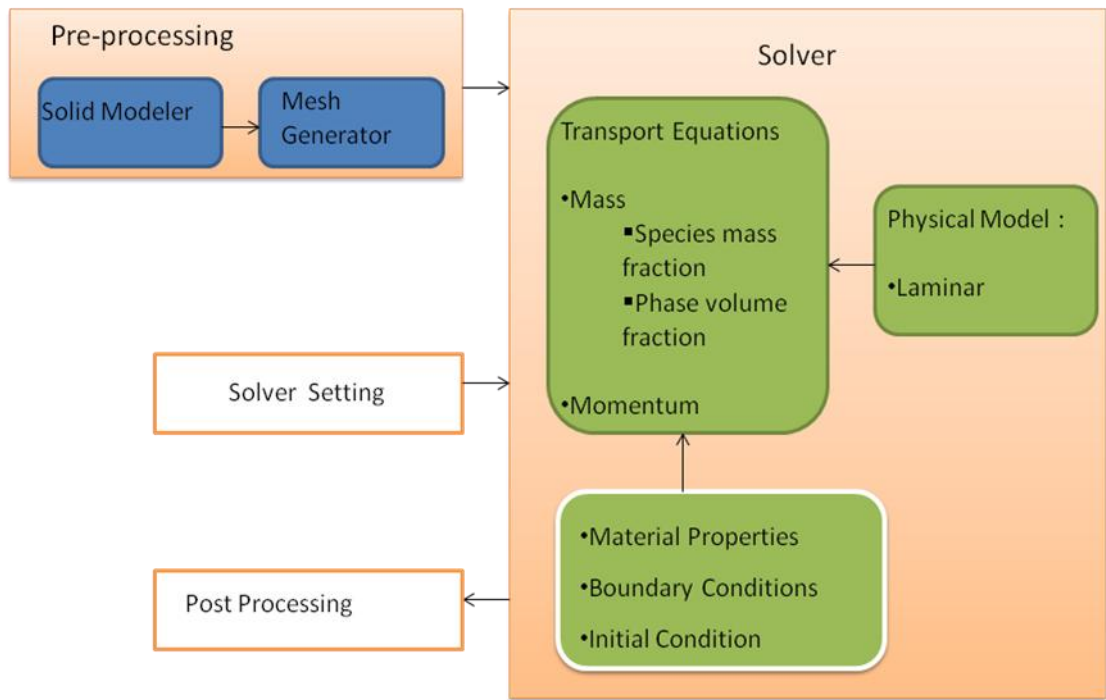 Pre-processing
Solid Modeler
Mesh
Generator
Solver
Transport Equations
•Mass
▪Species mass
fraction
▪Phase volume
fraction
•Momentum
Physical Model :
•Laminar
Solver Setting
•Material Properties
•Boundary Conditions
•Initial Condition
Post Processing